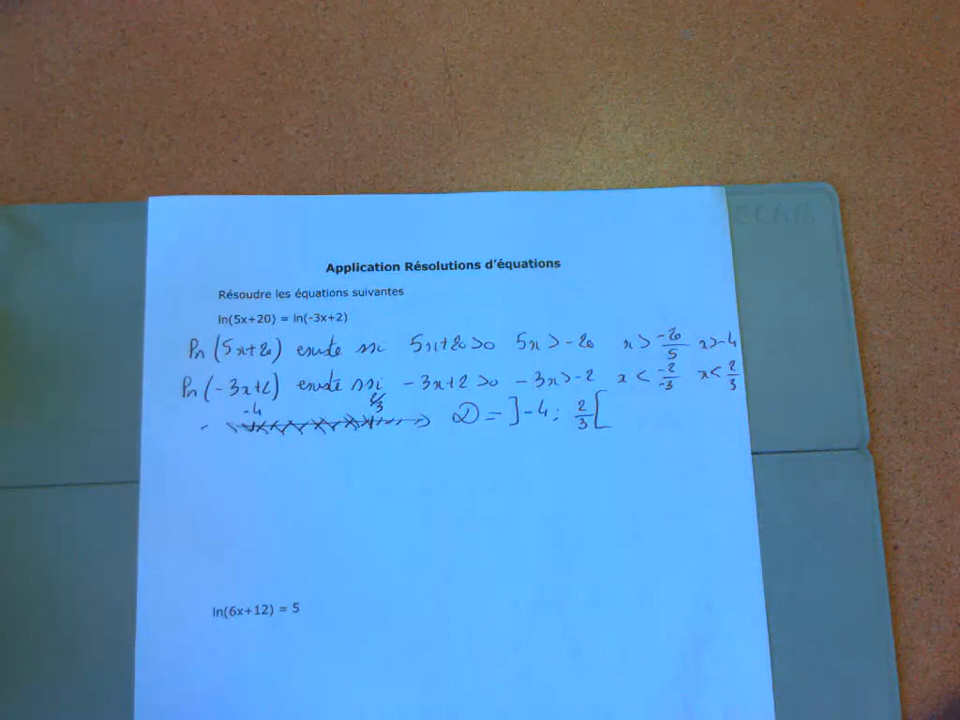 Application Résolutions d'équations
Résoudre les équations suivantes
ln(5x+20) = ln(-3x+2)
ln(5x+20) existe ssi 5x+20>0 5x>-20 x>-20/5 x>-4
ln(-3x+2) existe ssi -3x+2>0 -3x>-2 x<-2/-3 x<2/3
-4 2/3
D=]-4; 2/3[
ln(6x+12) = 5